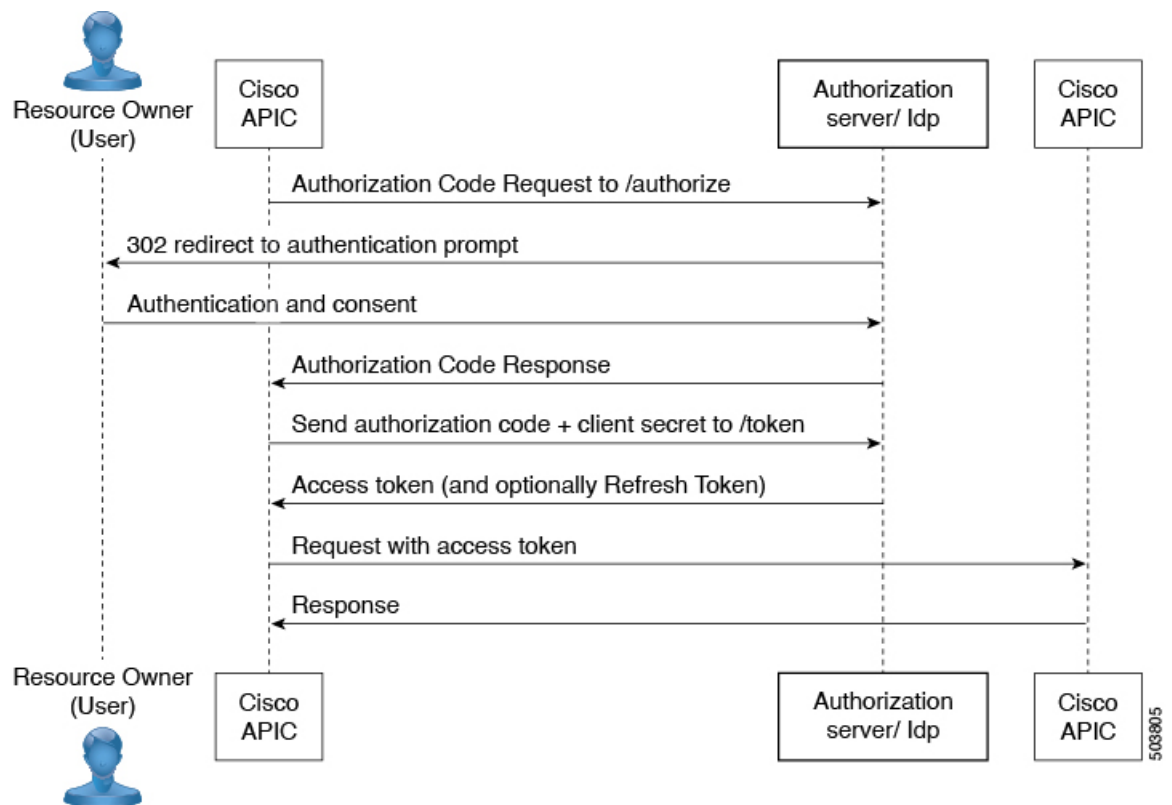 Resource Owner
(User)
Cisco
APIC
Authorization
server/ Idp
Cisco
APIC
Authorization Code Request to /authorize
302 redirect to authentication prompt
Authentication and consent
Authorization Code Response
Send authorization code + client secret to /token
Access token (and optionally Refresh Token)
Request with access token
Response
Resource Owner
(User)
Cisco
APIC
Authorization
server/ Idp
Cisco
APIC
503805